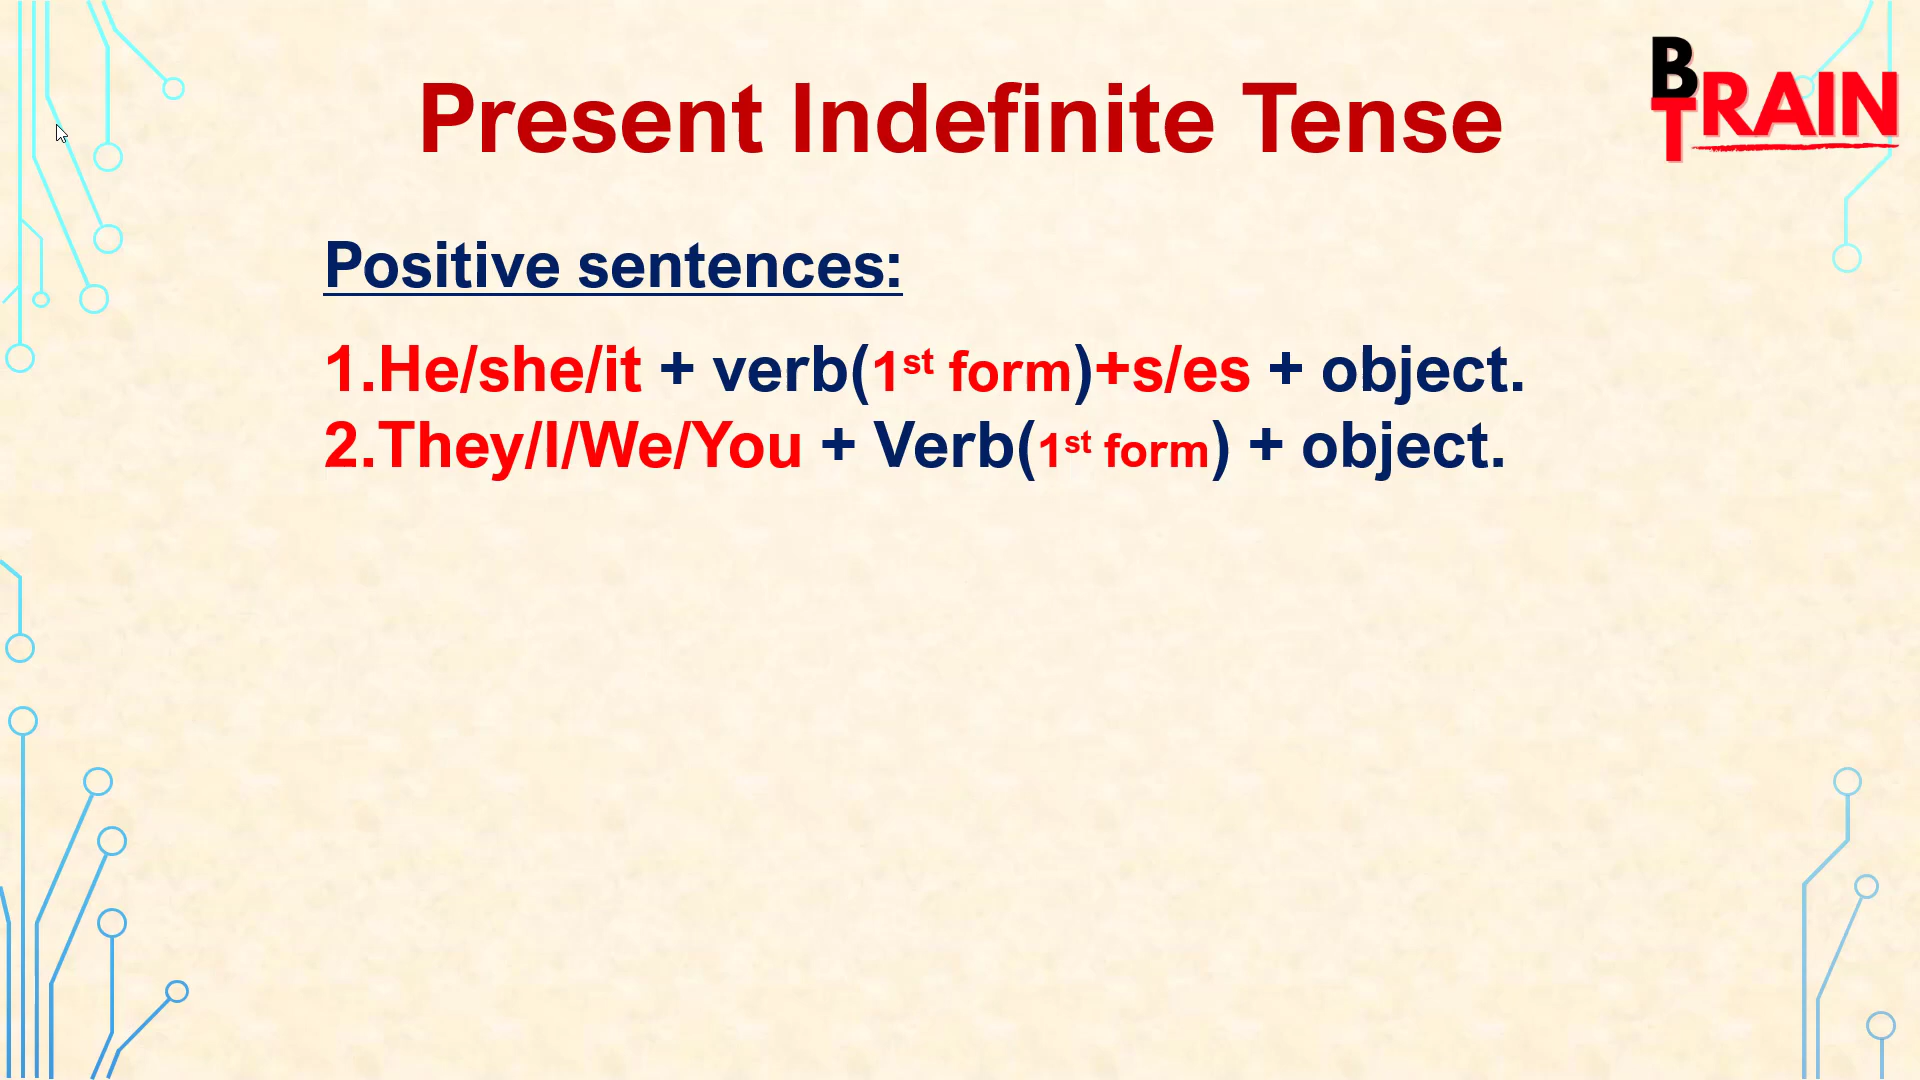 Present Indefinite Tense
B
TRAIN
Positive sentences:
1.He/she/it + verb(1st form)+s/es + object.
2.They/I/We/You + Verb(1st form) + object.